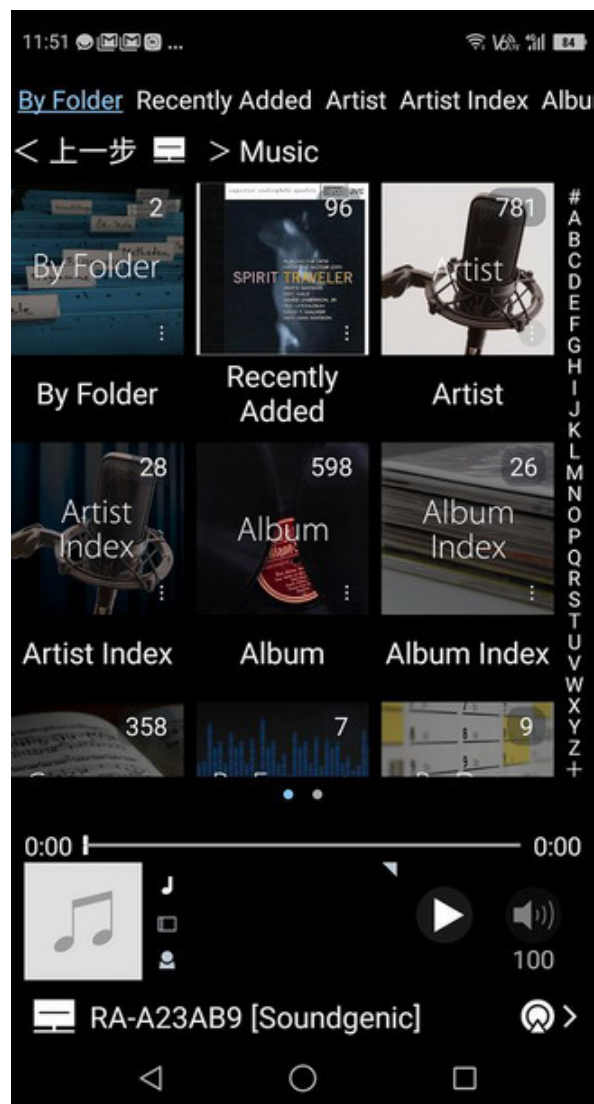 11:51 ...
84
By Folder Recently Added Artist Artist Index Albu
< 上一步 > Music
2
By Folder
96
SPIRIT TRAVELER
781
Artist
By Folder
Recently Added
Artist
28
Artist Index
598
Album
26
Album Index
Artist Index
Album
Album Index
358
7
9
#
A
B
C
D
E
F
G
H
I
J
K
L
M
N
O
P
Q
R
S
T
U
V
W
X
Y
Z
+
0:00
0:00
100
RA-A23AB9 [Soundgenic]